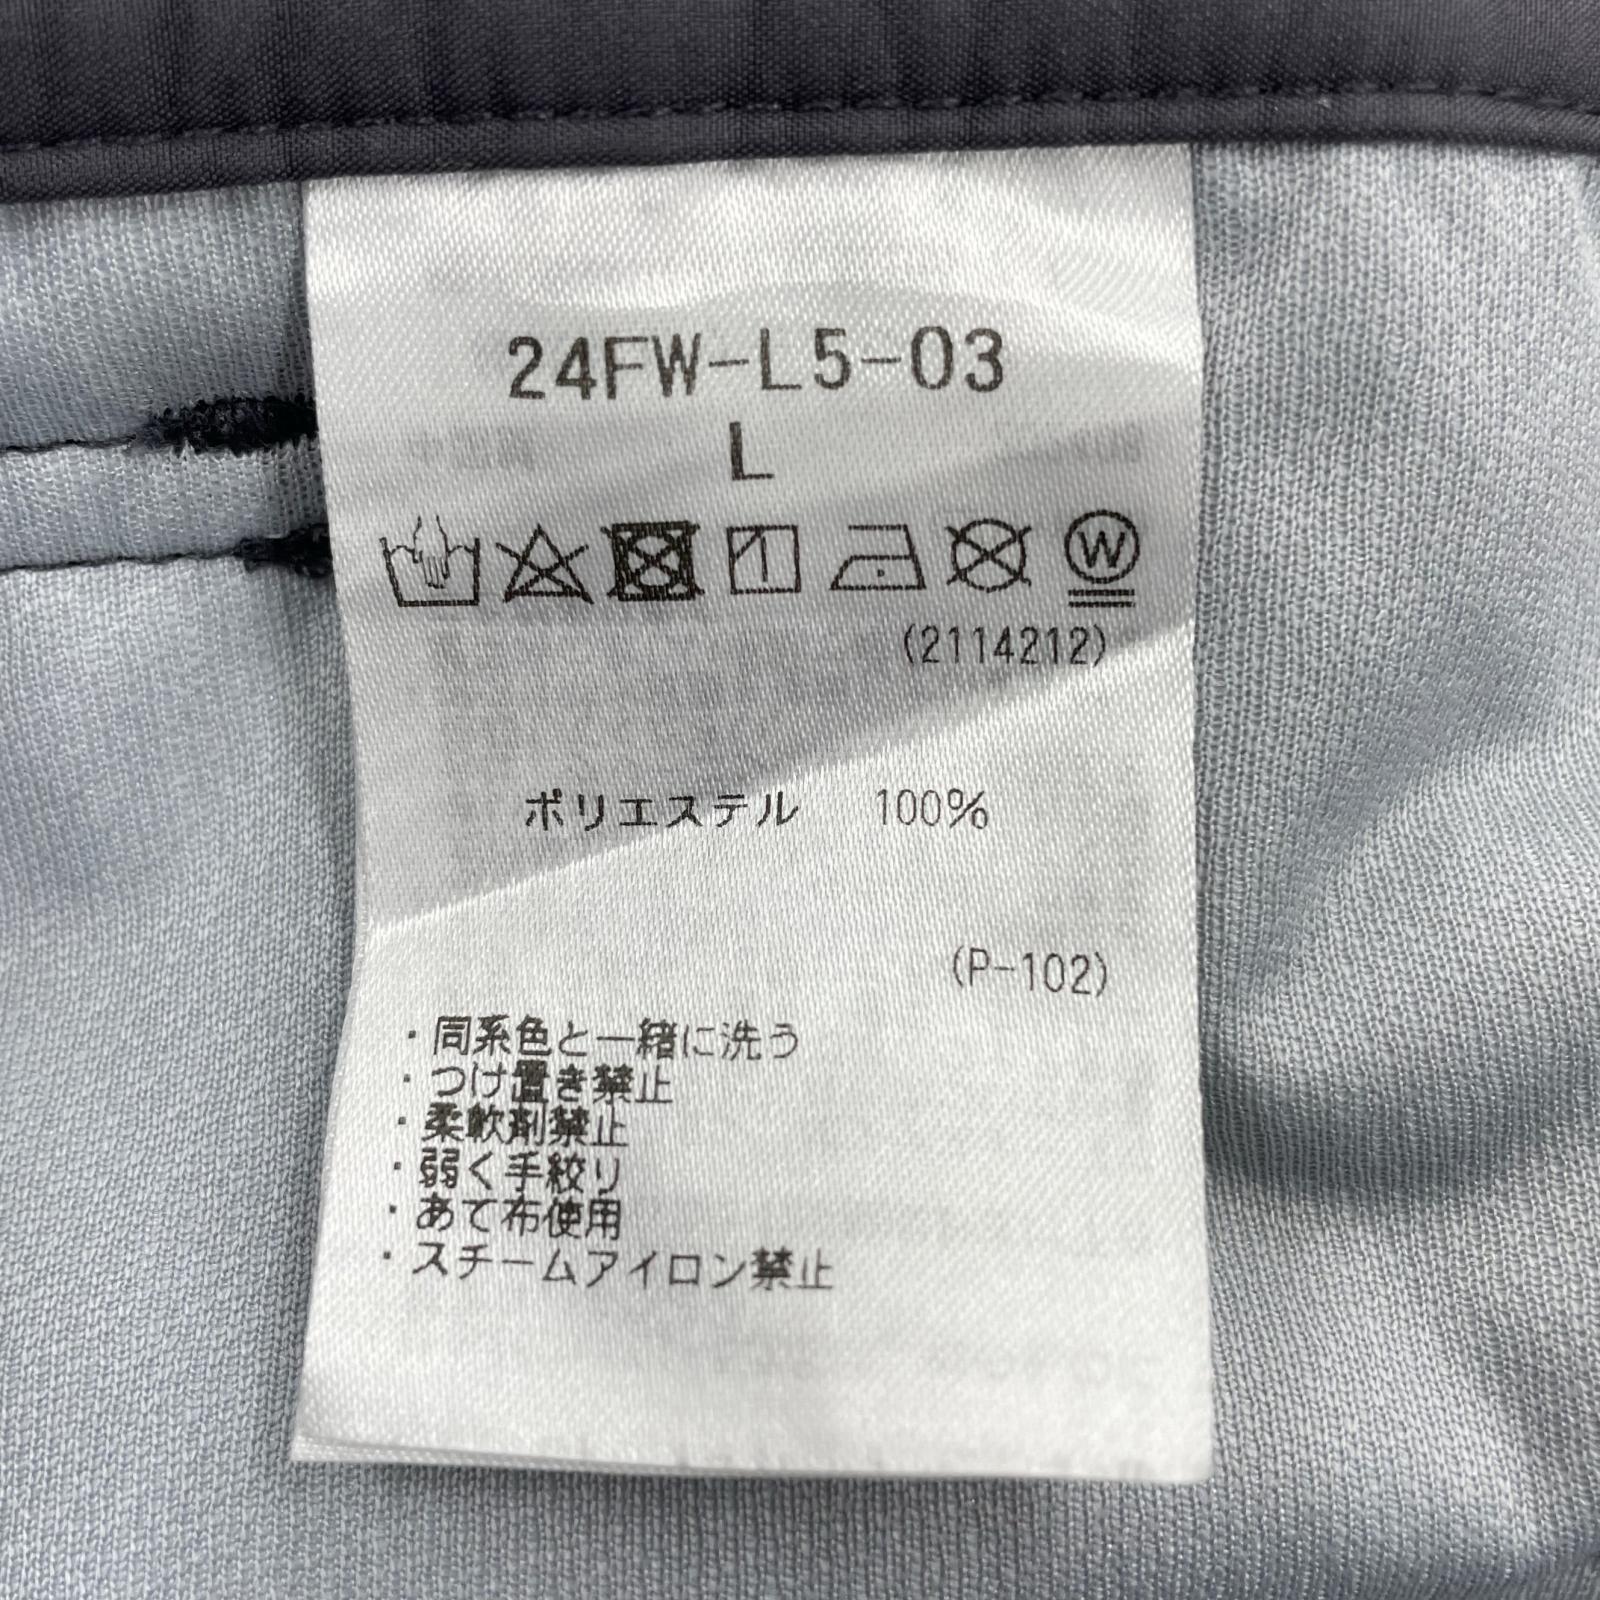 24FW-L5-03
L
W
(2114212)
ポリエステル 100%
(P-102)
・同系色と一緒に洗う
・つけ置き禁止
・柔軟剤禁止
・弱く手絞り
・あて布使用
・スチームアイロン禁止